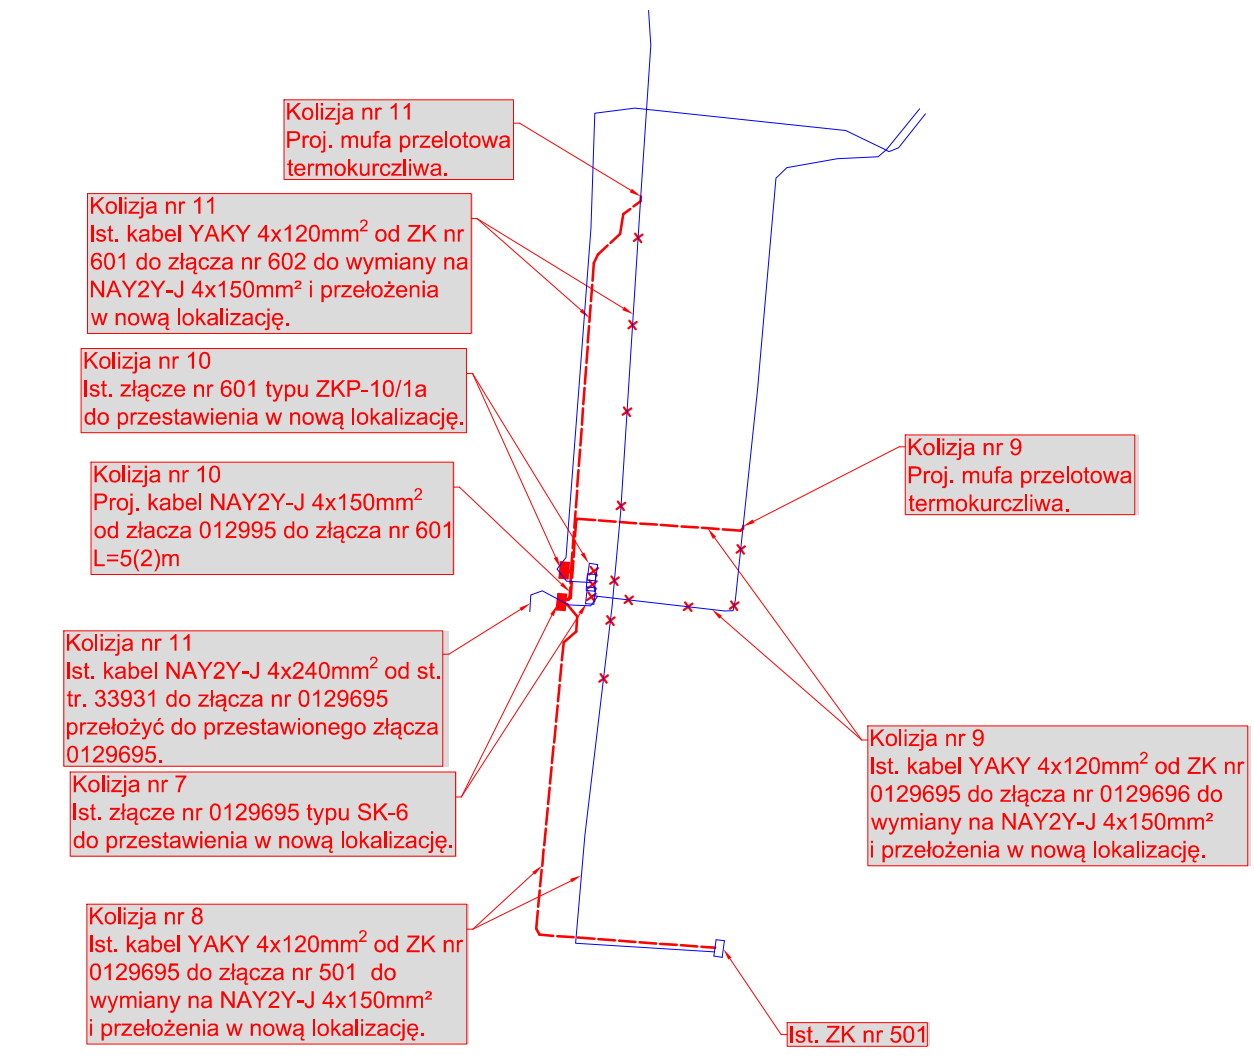 Kolizja nr 11
Proj. mufa przelotowa
termokurczliwa.
Kolizja nr 11
Ist. kabel YAKY 4x120mm² od ZK nr
601 do złącza nr 602 do wymiany na
NAY2Y-J 4x150mm² i przełożenia
w nową lokalizację.
Kolizja nr 10
Ist. złącze nr 601 typu ZKP-10/1a
do przestawienia w nową lokalizację.
Kolizja nr 10
Proj. kabel NAY2Y-J 4x150mm²
od złacza 012995 do złącza nr 601
L=5(2)m
Kolizja nr 9
Proj. mufa przelotowa
termokurczliwa.
Kolizja nr 11
Ist. kabel NAY2Y-J 4x240mm² od st.
tr. 33931 do złącza nr 0129695
przełożyć do przestawionego złącza
0129695.
Kolizja nr 7
Ist. złącze nr 0129695 typu SK-6
do przestawienia w nową lokalizację.
Kolizja nr 9
Ist. kabel YAKY 4x120mm² od ZK nr
0129695 do złącza nr 0129696 do
wymiany na NAY2Y-J 4x150mm²
i przełożenia w nową lokalizację.
Kolizja nr 8
Ist. kabel YAKY 4x120mm² od ZK nr
0129695 do złącza nr 501 do
wymiany na NAY2Y-J 4x150mm²
i przełożenia w nową lokalizację.
Ist. ZK nr 501